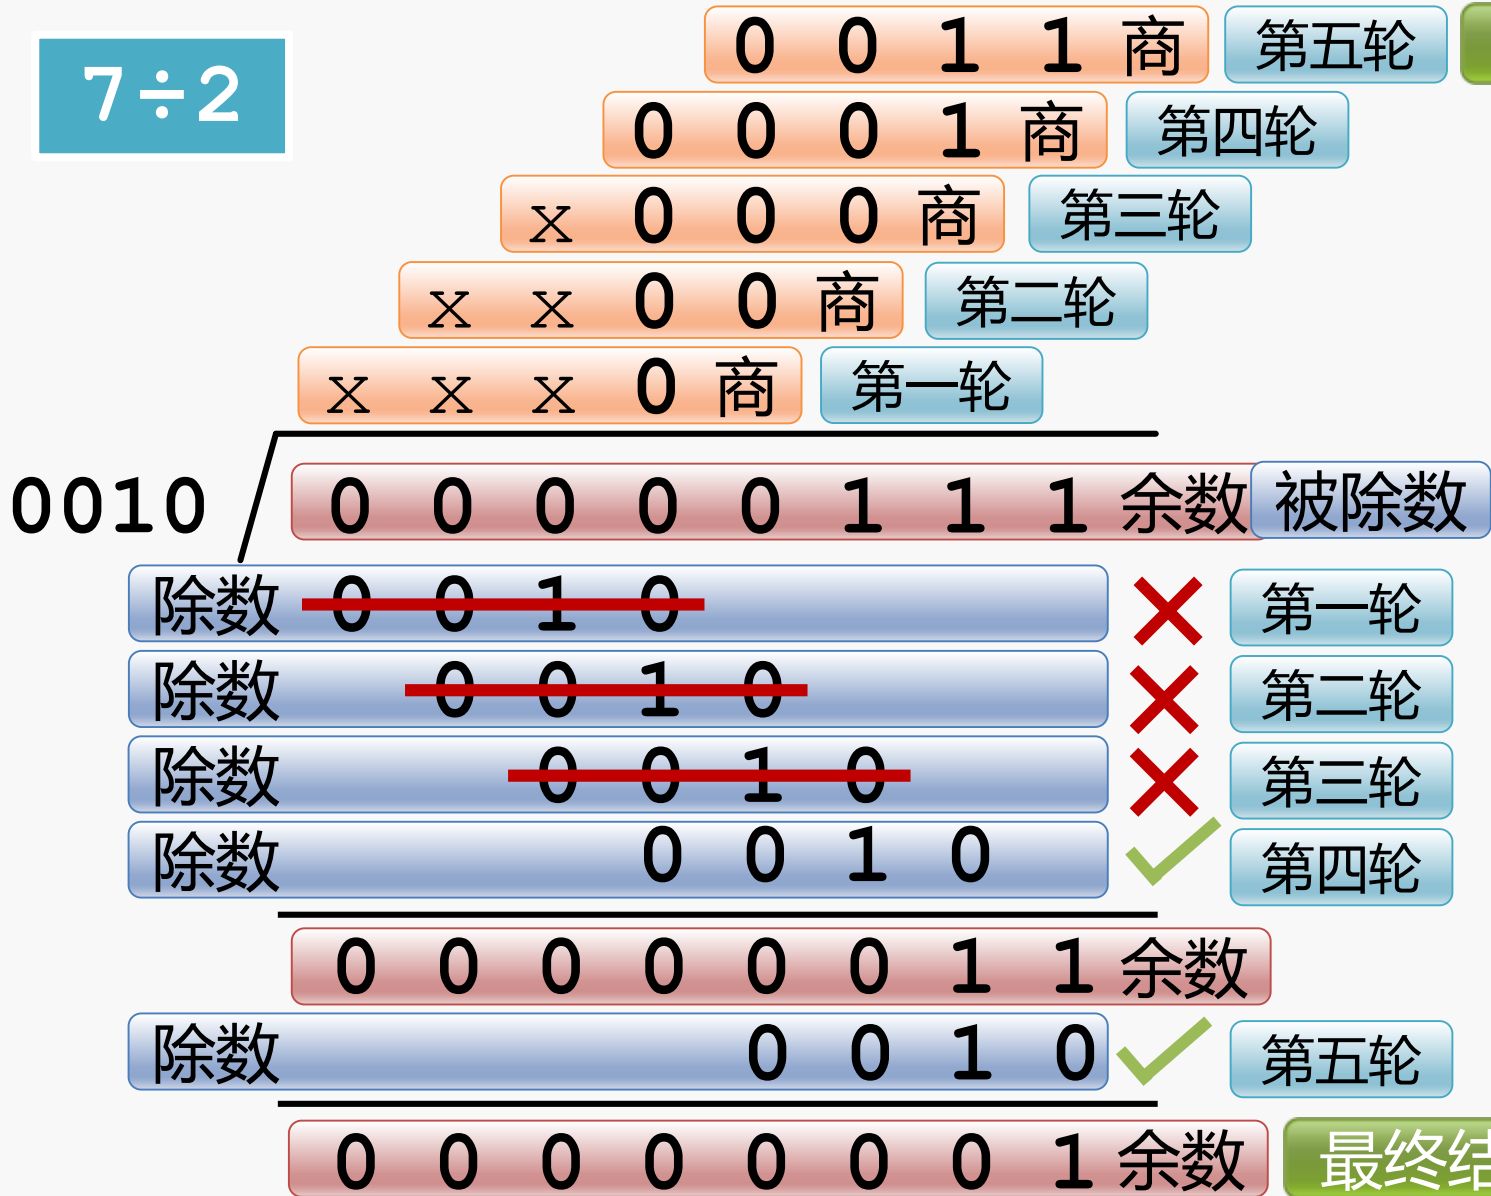 7÷2
0 0 1 1 商 第五轮
0 0 0 1 商 第四轮
x 0 0 0 商 第三轮
x x 0 0 商 第二轮
x x x 0 商 第一轮
0010 0 0 0 0 0 1 1 1 余数 被除数
除数 0 0 1 0 第一轮
除数 0 0 1 0 第二轮
除数 0 0 1 0 第三轮
除数 0 0 1 0 第四轮
0 0 0 0 0 0 1 1 余数
除数 0 0 1 0 第五轮
0 0 0 0 0 0 0 1 余数 最终